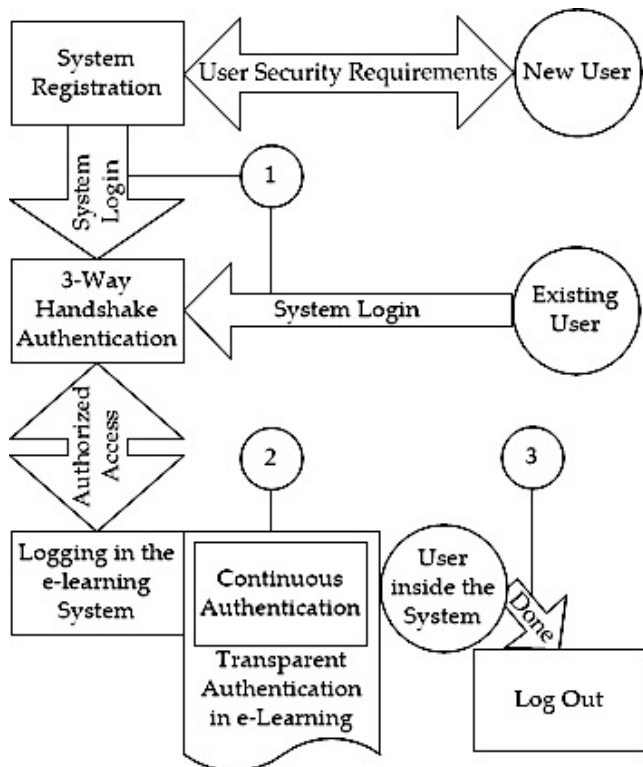 System
Registration
User Security Requirements
New User
System
Login
1
3-Way
Handshake
Authentication
System Login
Existing
User
Authorized
Access
2
3
Logging in the
e-learning
System
Continuous
Authentication
Transparent
Authentication
in e-Learning
User
inside the
System
Done
Log Out